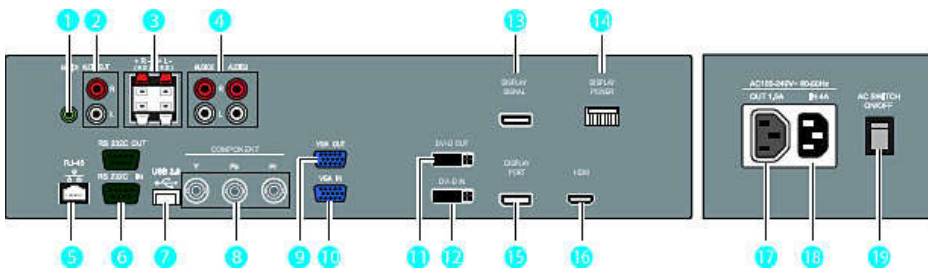 1 2 3 4 13 14
AUDIO OUT + R - + L - AUDIO2 AUDIO1 DISPLAY SIGNAL DISPLAY POWER
R R
L L
AC100-240V~ 50-60Hz
OUT 1,5A IN 4A
AC SWITCH
ON/OFF
RS 232C OUT
COMPONENT
VGA OUT
DVI-D OUT
DISPLAY
PORT
HDMI
RJ-45
RS 232C IN
USB 2.0
Y PB PR
VGA IN
DVI-D IN
5 6 7 8 9 10 11 12 15 16 17 18 19